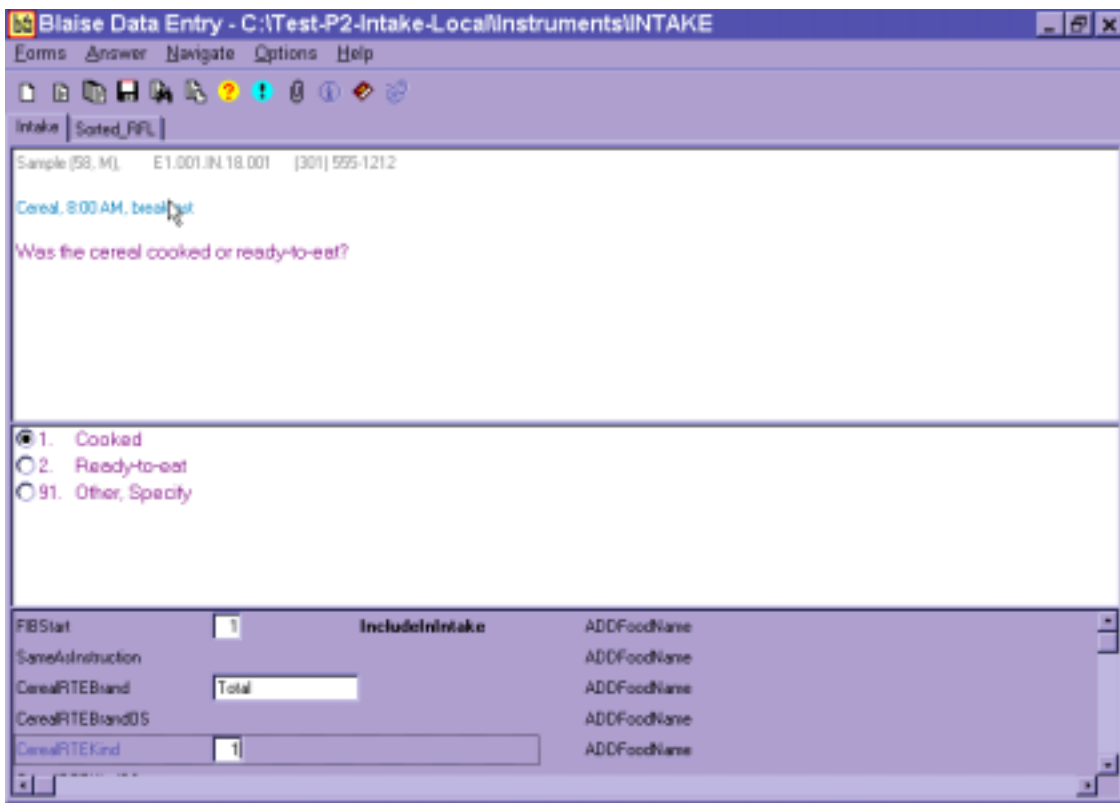 Blaise Data Entry - C:\Test-P2-Intake-Local\Instruments\INTAKE
Forms Answer Navigate Options Help
Intake Sorted_RFL
Sample (58, M), E1.001.IN.18.001 (301) 555-1212
Cereal, 8:00 AM, breakfast
Was the cereal cooked or ready-to-eat?
1. Cooked
2. Ready-to-eat
91. Other, Specify
FIBStart 1 IncludeInIntake ADDFoodName
SameAsInstruction ADDFoodName
CerealRTEBrand Total ADDFoodName
CerealRTEBrandOS ADDFoodName
CerealRTEKind 1 ADDFoodName